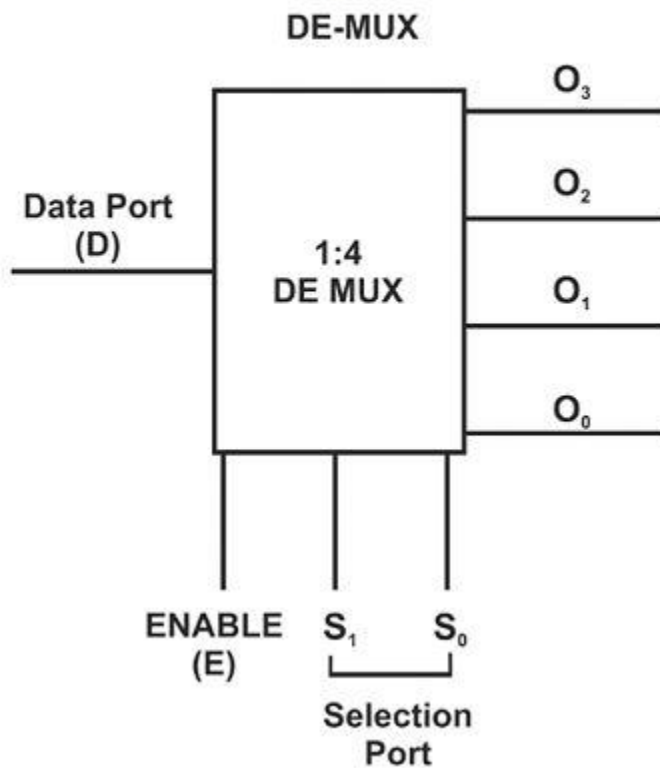 DE-MUX
O₃
Data Port
(D)
O₂
1:4
DE MUX
O₁
O₀
ENABLE
(E)
S₁
S₀
Selection
Port